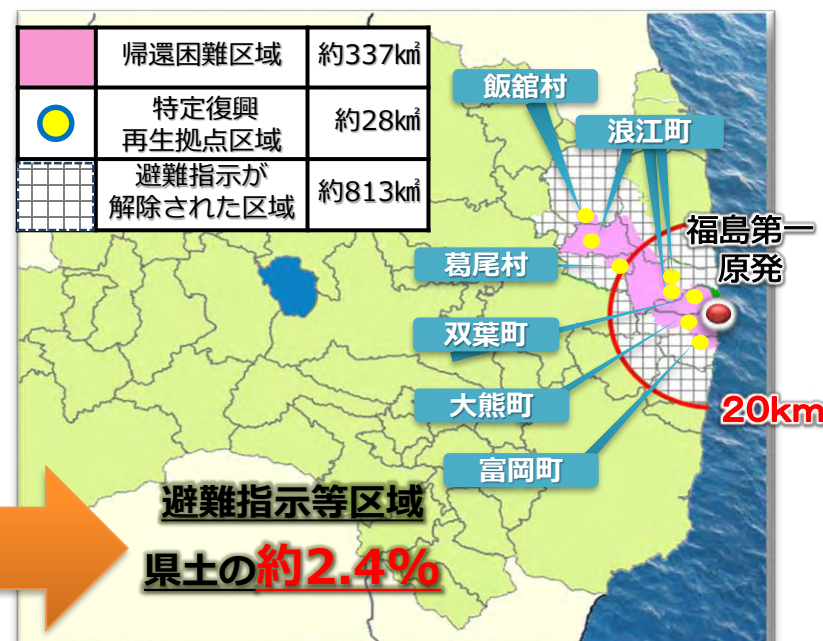 帰還困難区域 約337㎢
特定復興
再生拠点区域 約28㎢
避難指示が
解除された区域 約813㎢
飯舘村
浪江町
福島第一
原発
葛尾村
双葉町
大熊町
20km
富岡町
避難指示等区域
県土の約2.4%